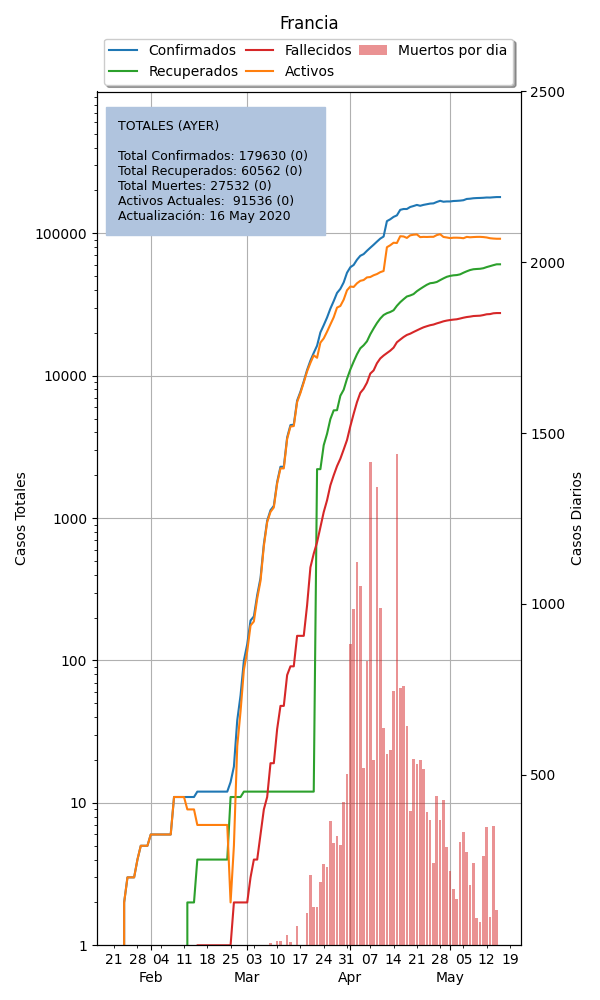 Francia
Confirmados
Fallecidos
Muertos por dia
Recuperados
Activos
TOTALES (AYER)
Total Confirmados: 179630 (0)
Total Recuperados: 60562 (0)
Total Muertes: 27532 (0)
Activos Actuales:  91536 (0)
Actualización: 16 May 2020
Casos Totales
100000
10000
1000
100
10
1
2500
2000
1500
1000
500
Casos Diarios
21 28 04 11 18 25 03 10 17 24 31 07 14 21 28 05 12 19
Feb Mar Apr May